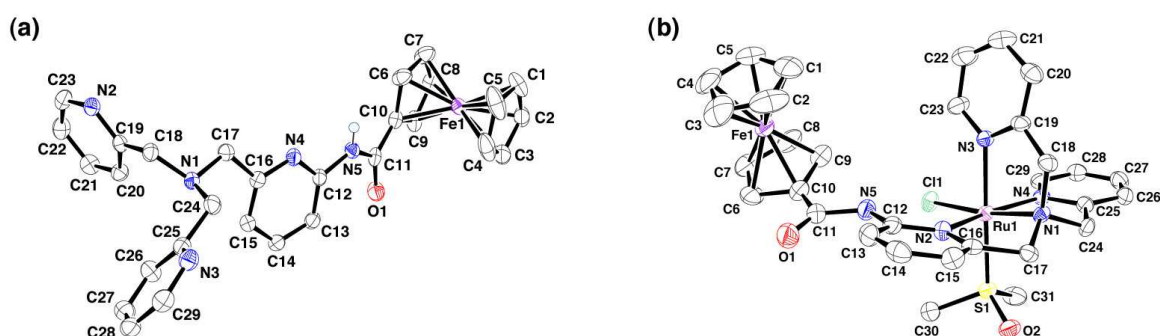 (a)
C7
C6
C8
C5
C1
C23
N2
C10
Fe1
C2
C19
C18
C17
N4
C9
C22
N5
C11
C4
C3
N1
C16
C12
C21
C20
O1
C24
C15
C13
C25
C14
C26
N3
C27
C29
C28
(b)
C21
C22
C5
C20
C4
C1
C2
C23
C19
C3
Fe1
C8
N3
C18
C9
C28
C7
C29
C27
C10
Cl1
N4
C6
N5
C26
C12
C25
C11
N2
C16
Ru1
N1
O1
C13
C24
C14
C15
C17
S1
C31
C30
O2